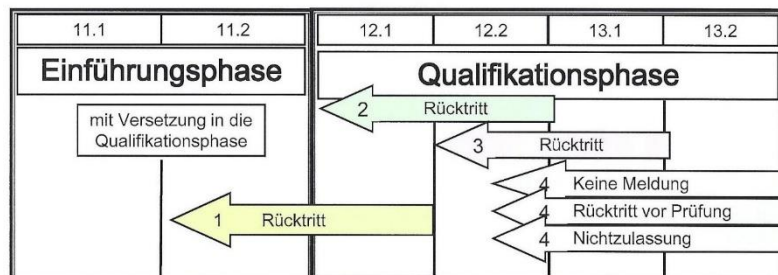 11.1 11.2 12.1 12.2 13.1 13.2
Einführungsphase Qualifikationsphase
mit Versetzung in die
Qualifikationsphase
2 Rücktritt
3 Rücktritt
4 Keine Meldung
4 Rücktritt vor Prüfung
1 Rücktritt
4 Nichtzulassung